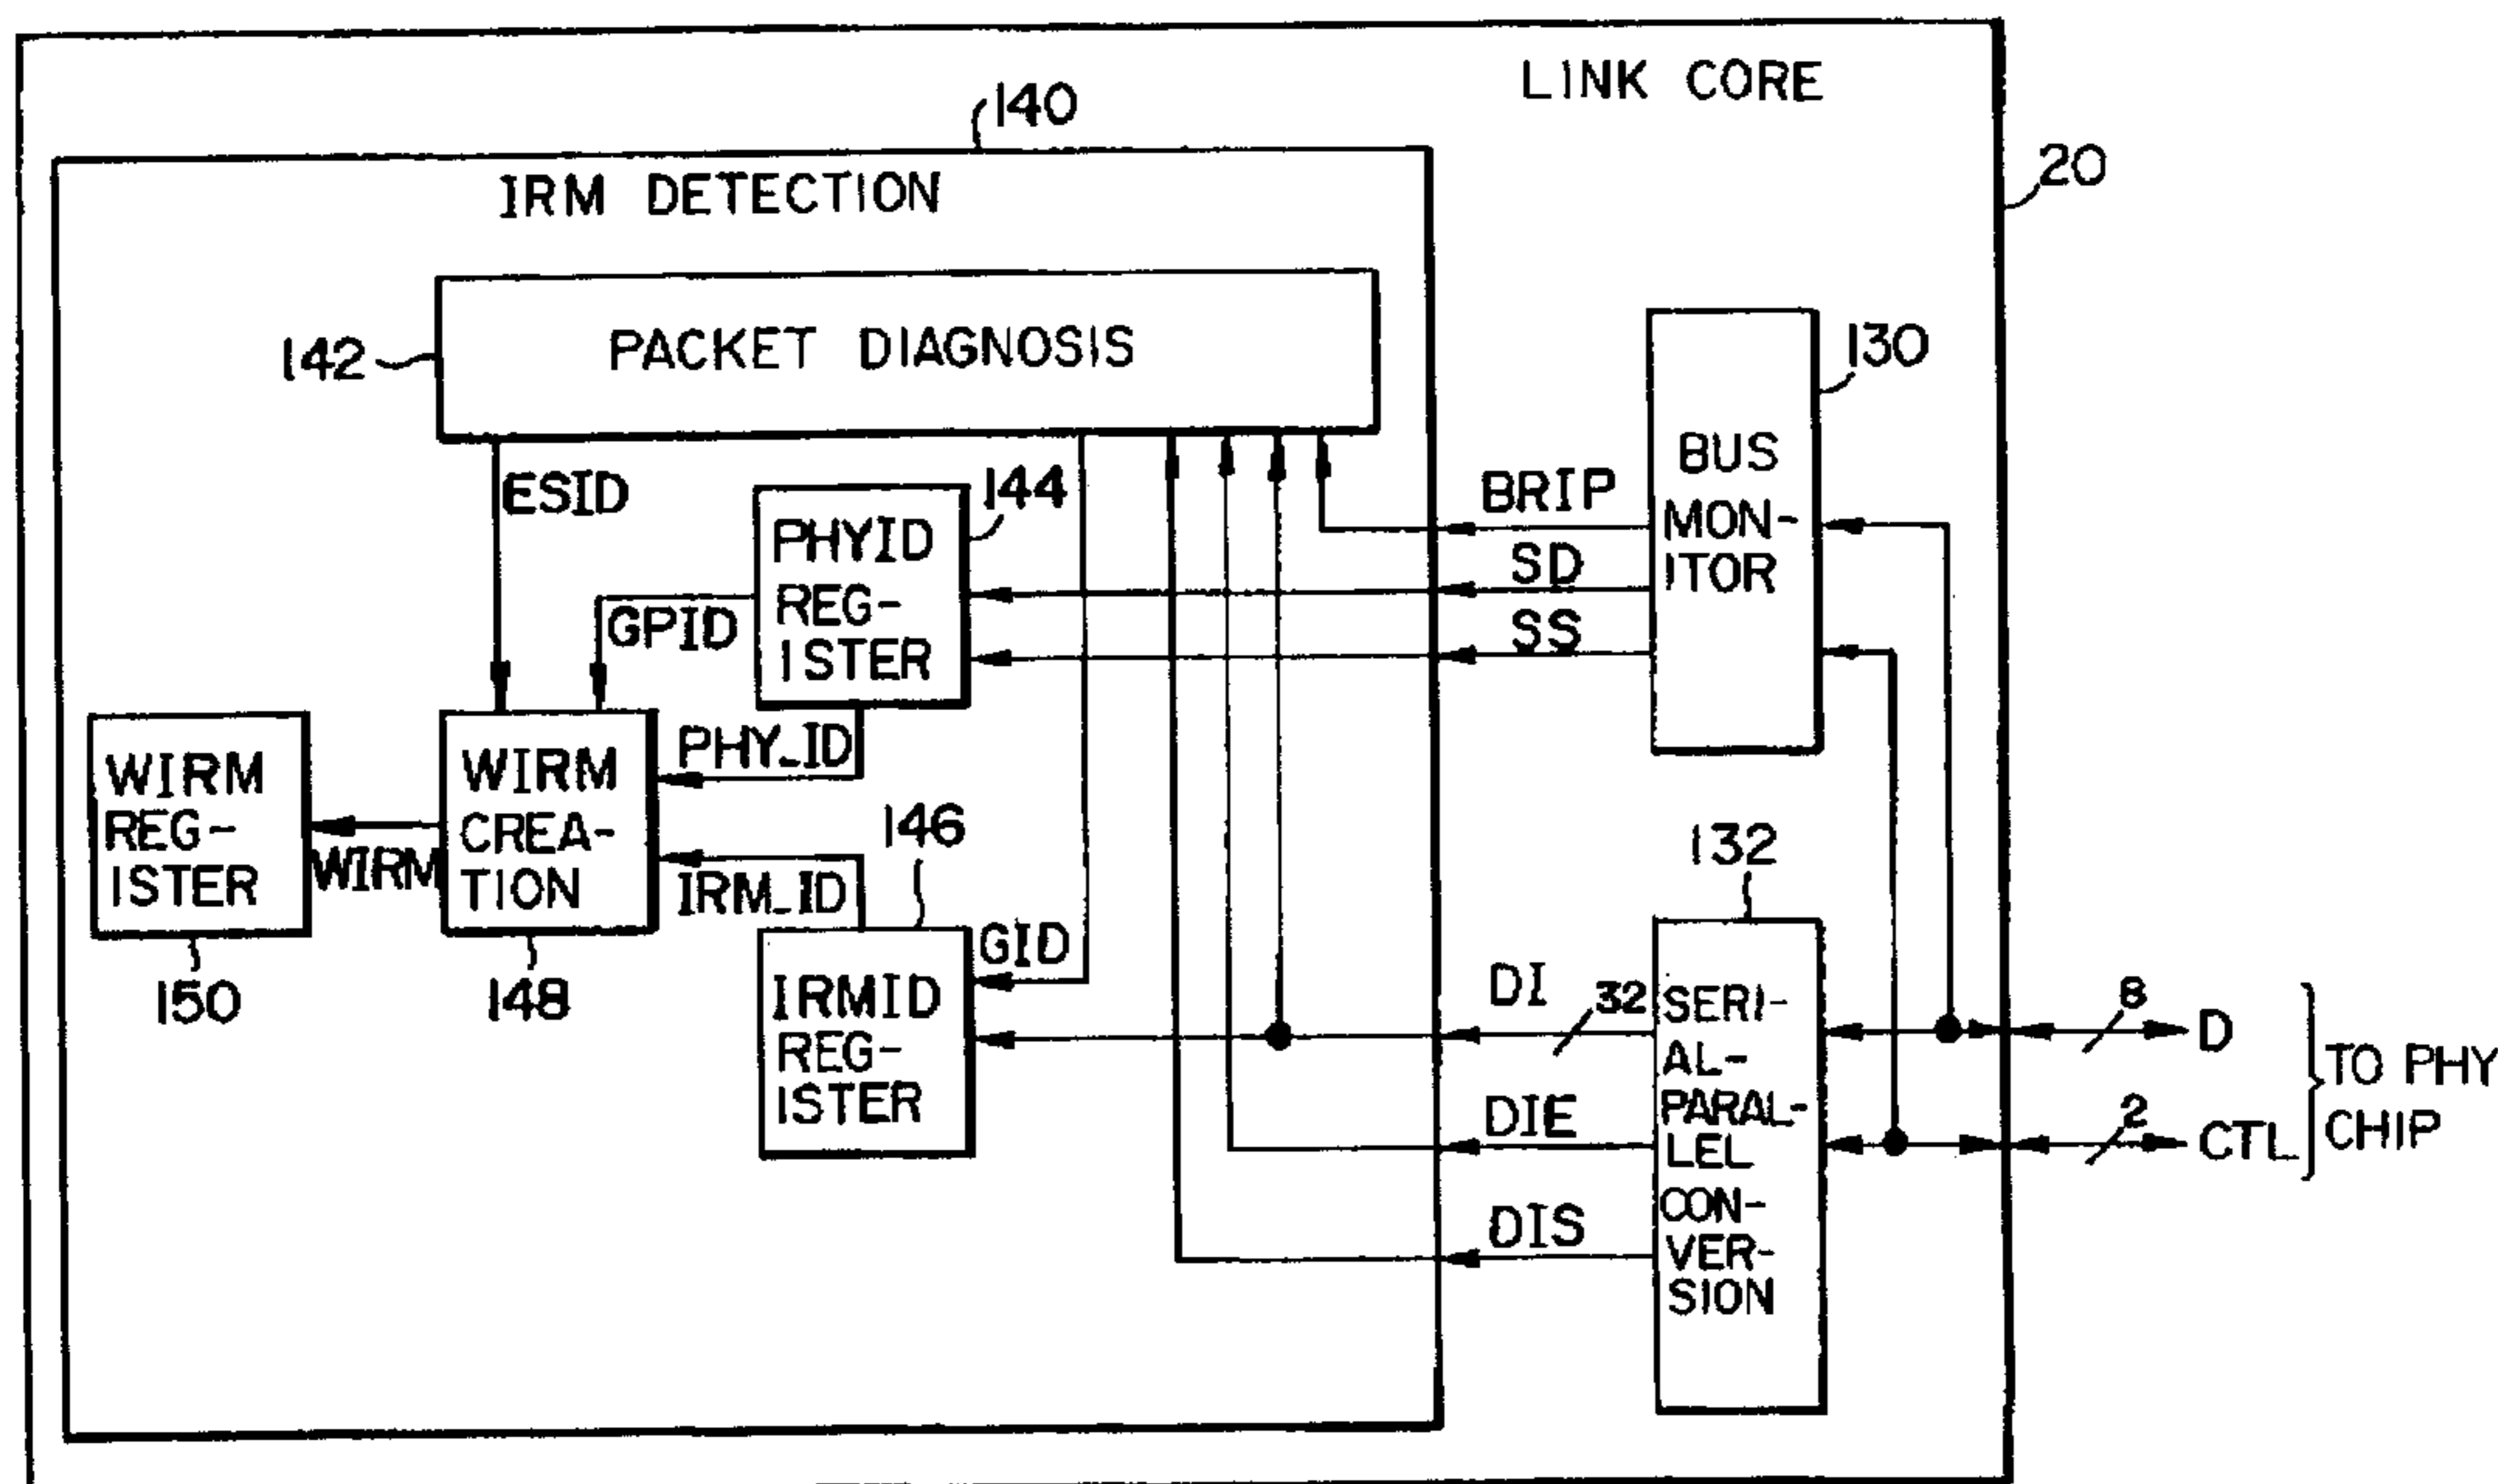 LINK CORE
140
20
IRM DETECTION
PACKET DIAGNOSIS
142
130
BUS
MON-
ITOR
ESID
144
PHYID
REG-
ISTER
BRIP
SD
SS
GPID
PHY_ID
WIRM
REG-
ISTER
WIRM
WIRM
CREA-
TION
IRM_ID
146
GID
150
148
IRMID
REG-
ISTER
132
DI
32
SERI-
AL-
PARAL-
LEL
CON-
VER-
SION
DIE
DIS
8
D
2
CTL
TO PHY
CHIP